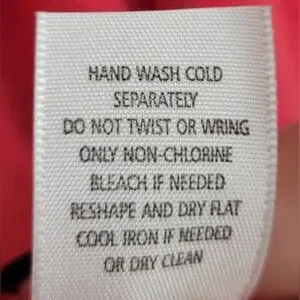 HAND WASH COLD
SEPARATELY
DO NOT TWIST OR WRING
ONLY NON-CHLORINE
BLEACH IF NEEDED
RESHAPE AND DRY FLAT
COOL IRON IF NEEDED
OR DRY CLEAN